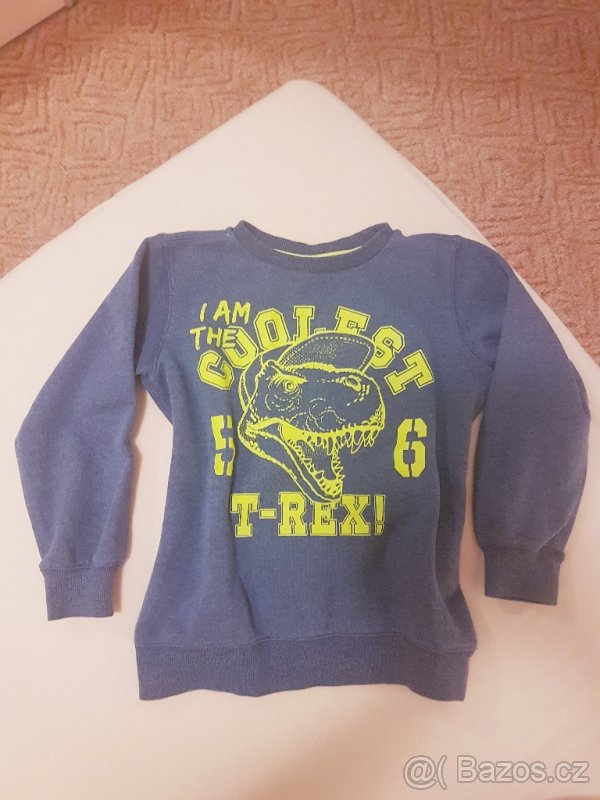 I AM
THE
COOLEST
5 6
T-REX!
@( Bazos.cz